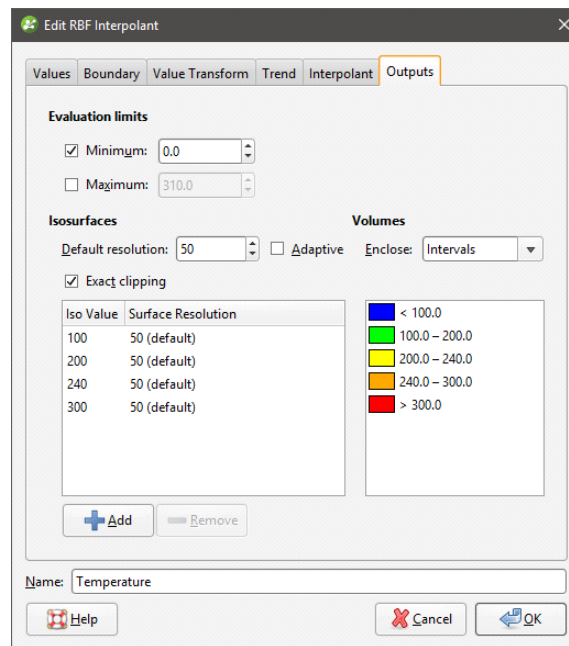 Edit RBF Interpolant
Values Boundary Value Transform Trend Interpolant Outputs
Evaluation limits
Minimum: 0.0
Maximum: 310.0
Isosurfaces Volumes
Default resolution: 50 Adaptive Enclose: Intervals
Exact clipping
Iso Value Surface Resolution < 100.0
100 50 (default) 100.0 – 200.0
200 50 (default) 200.0 – 240.0
240 50 (default) 240.0 – 300.0
300 50 (default) > 300.0
Add Remove
Name: Temperature
Help Cancel OK